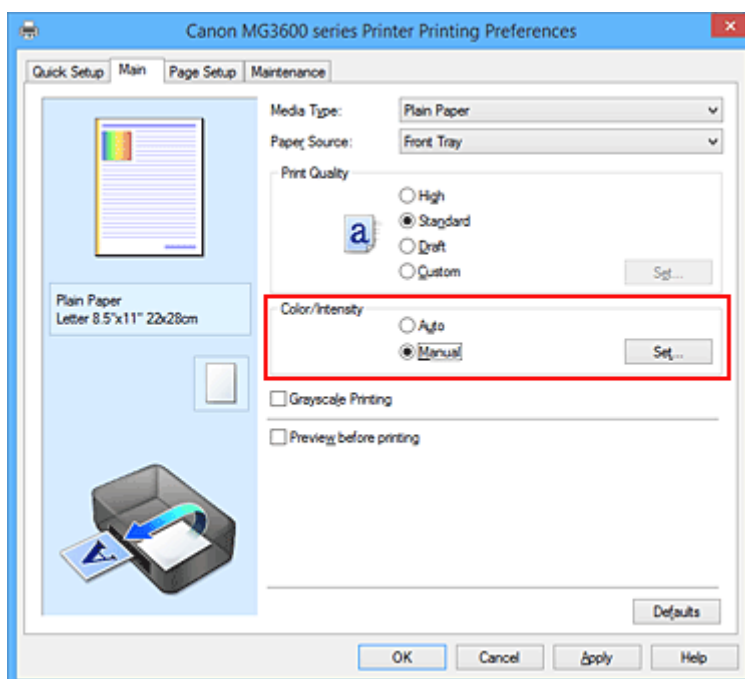 Canon MG3600 series Printer Printing Preferences
Quick Setup Main Page Setup Maintenance
Media Type: Plain Paper
Paper Source: Front Tray
Print Quality
High
Standard
Draft
Custom Set...
a
Plain Paper
Letter 8.5"x11" 22x28cm
Color/Intensity
Auto
Manual Set...
Grayscale Printing
Preview before printing
A
Defaults
OK Cancel Apply Help